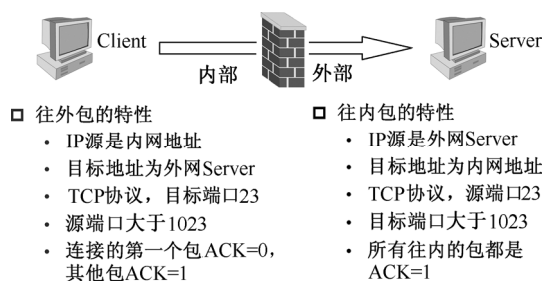 Client
Server
内部
外部
往外包的特性
• IP源是内网地址
• 目标地址为外网Server
• TCP协议，目标端口23
• 源端口大于1023
• 连接的第一个包ACK=0，
其他包ACK=1
往内包的特性
• IP源是外网Server
• 目标地址为内网地址
• TCP协议，源端口23
• 目标端口大于1023
• 所有往内的包都是
ACK=1